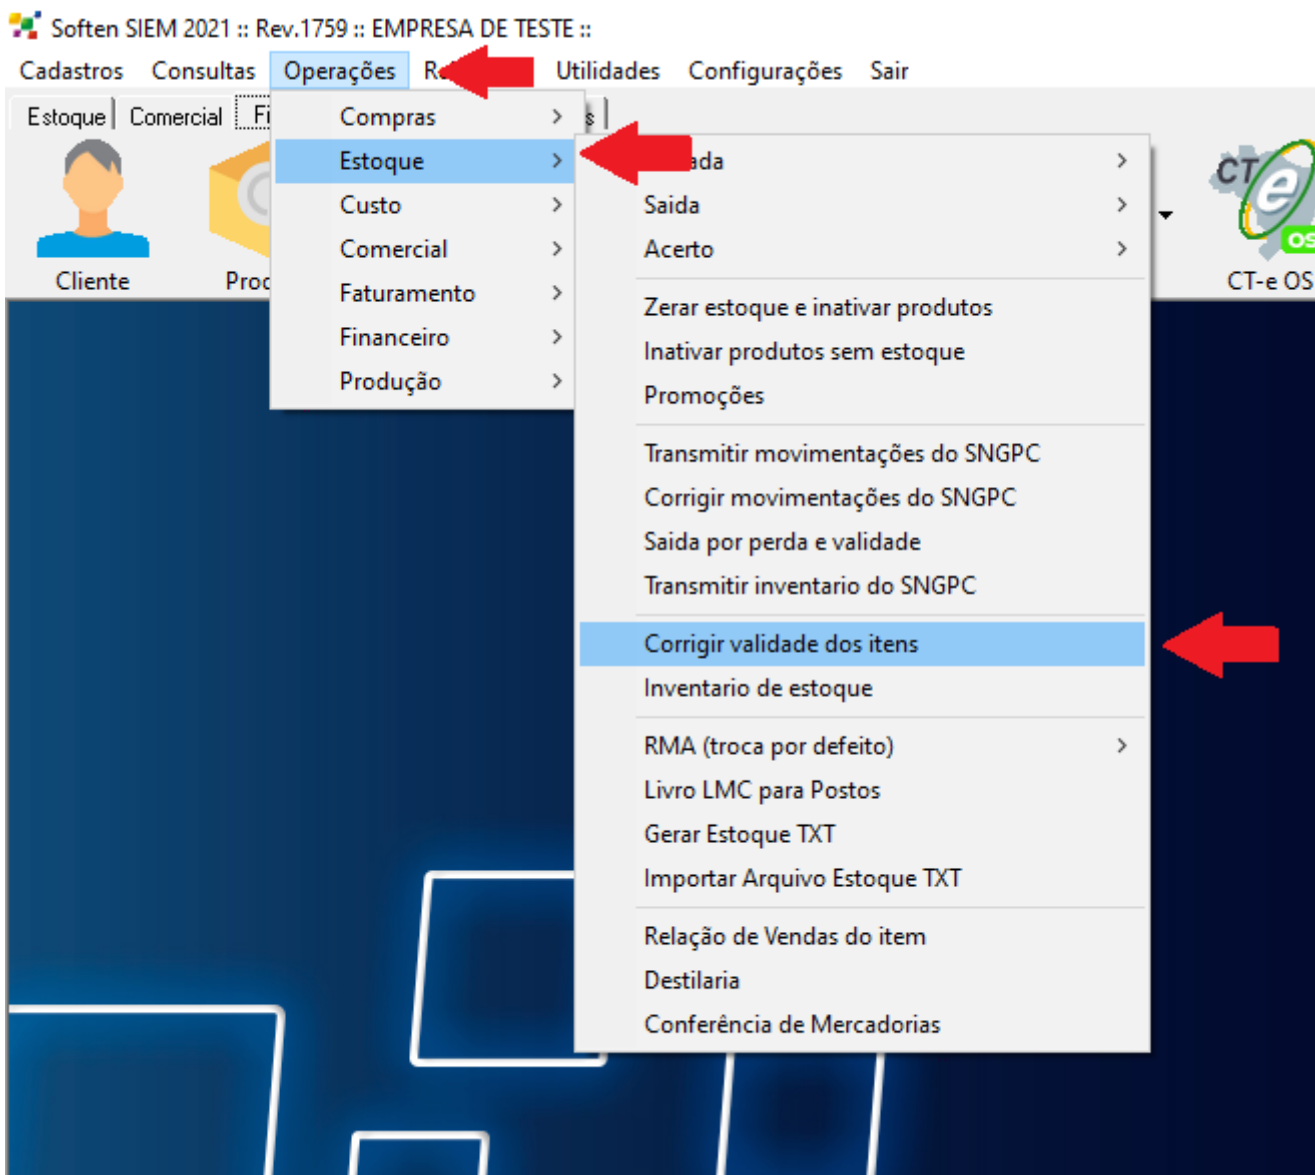 Soften SIEM 2021 :: Rev.1759 :: EMPRESA DE TESTE ::
Cadastros Consultas Operações Utilidades Configurações Sair
Estoque Comercial
Compras
Estoque
Custo
Comercial
Faturamento
Financeiro
Produção
Saida
Acerto
Zerar estoque e inativar produtos
Inativar produtos sem estoque
Promoções
Transmitir movimentações do SNGPC
Corrigir movimentações do SNGPC
Saida por perda e validade
Transmitir inventario do SNGPC
Corrigir validade dos itens
Inventario de estoque
RMA (troca por defeito)
Livro LMC para Postos
Gerar Estoque TXT
Importar Arquivo Estoque TXT
Relação de Vendas do item
Destilaria
Conferência de Mercadorias
Cliente
CT e
OS
CT-e OS